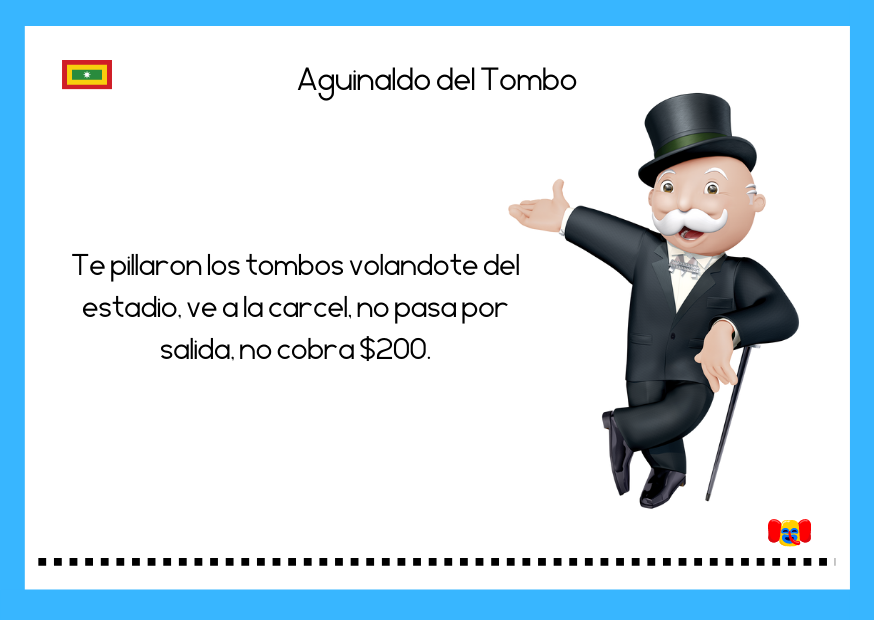 Aguinaldo del Tombo
Te pillaron los tombos volandote del
estadio, ve a la carcel, no pasa por
salida, no cobra $200.